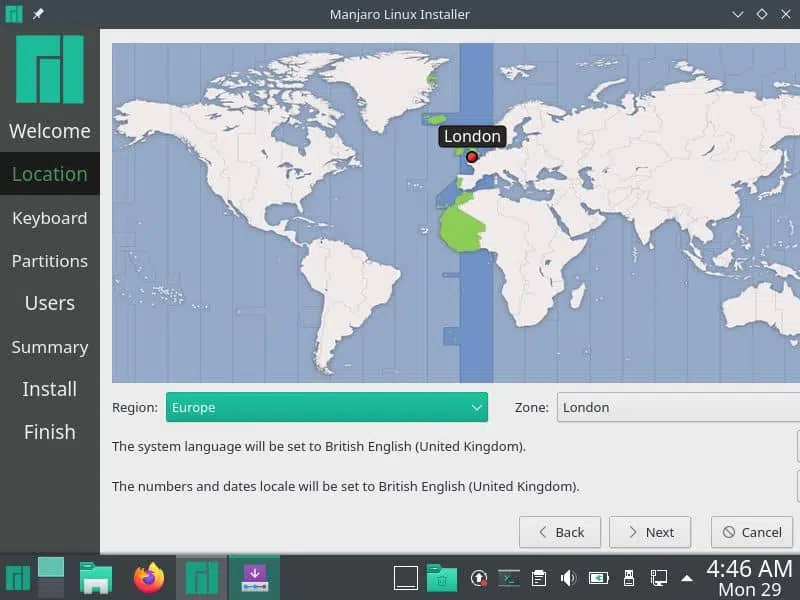 Manjaro Linux Installer
Welcome
Location
Keyboard
Partitions
Users
Summary
Install
Finish
London
Region: Europe Zone: London
The system language will be set to British English (United Kingdom).
The numbers and dates locale will be set to British English (United Kingdom).
Back Next Cancel
4:46 AM
Mon 29